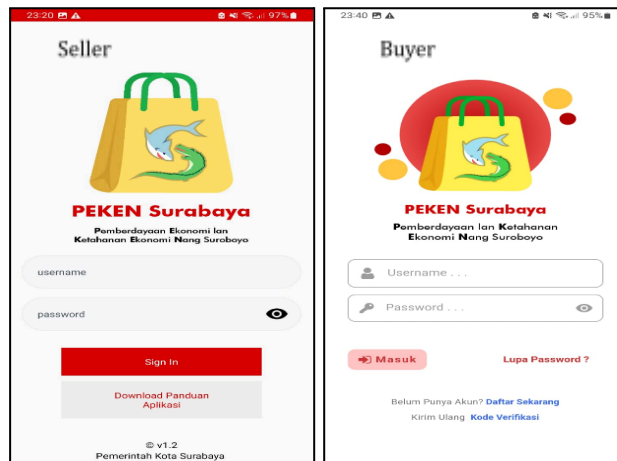 23:20
97%
Seller
PEKEN Surabaya
Pemberdayaan Ekonomi lan
Ketahanan Ekonomi Nang Suroboyo
username
password
Sign In
Download Panduan
Aplikasi
© v1.2
Pemerintah Kota Surabaya
23:40
95%
Buyer
PEKEN Surabaya
Pemberdayaan lan Ketahanan
Ekonomi Nang Suroboyo
Username . . .
Password . . .
Masuk
Lupa Password ?
Belum Punya Akun? Daftar Sekarang
Kirim Ulang Kode Verifikasi